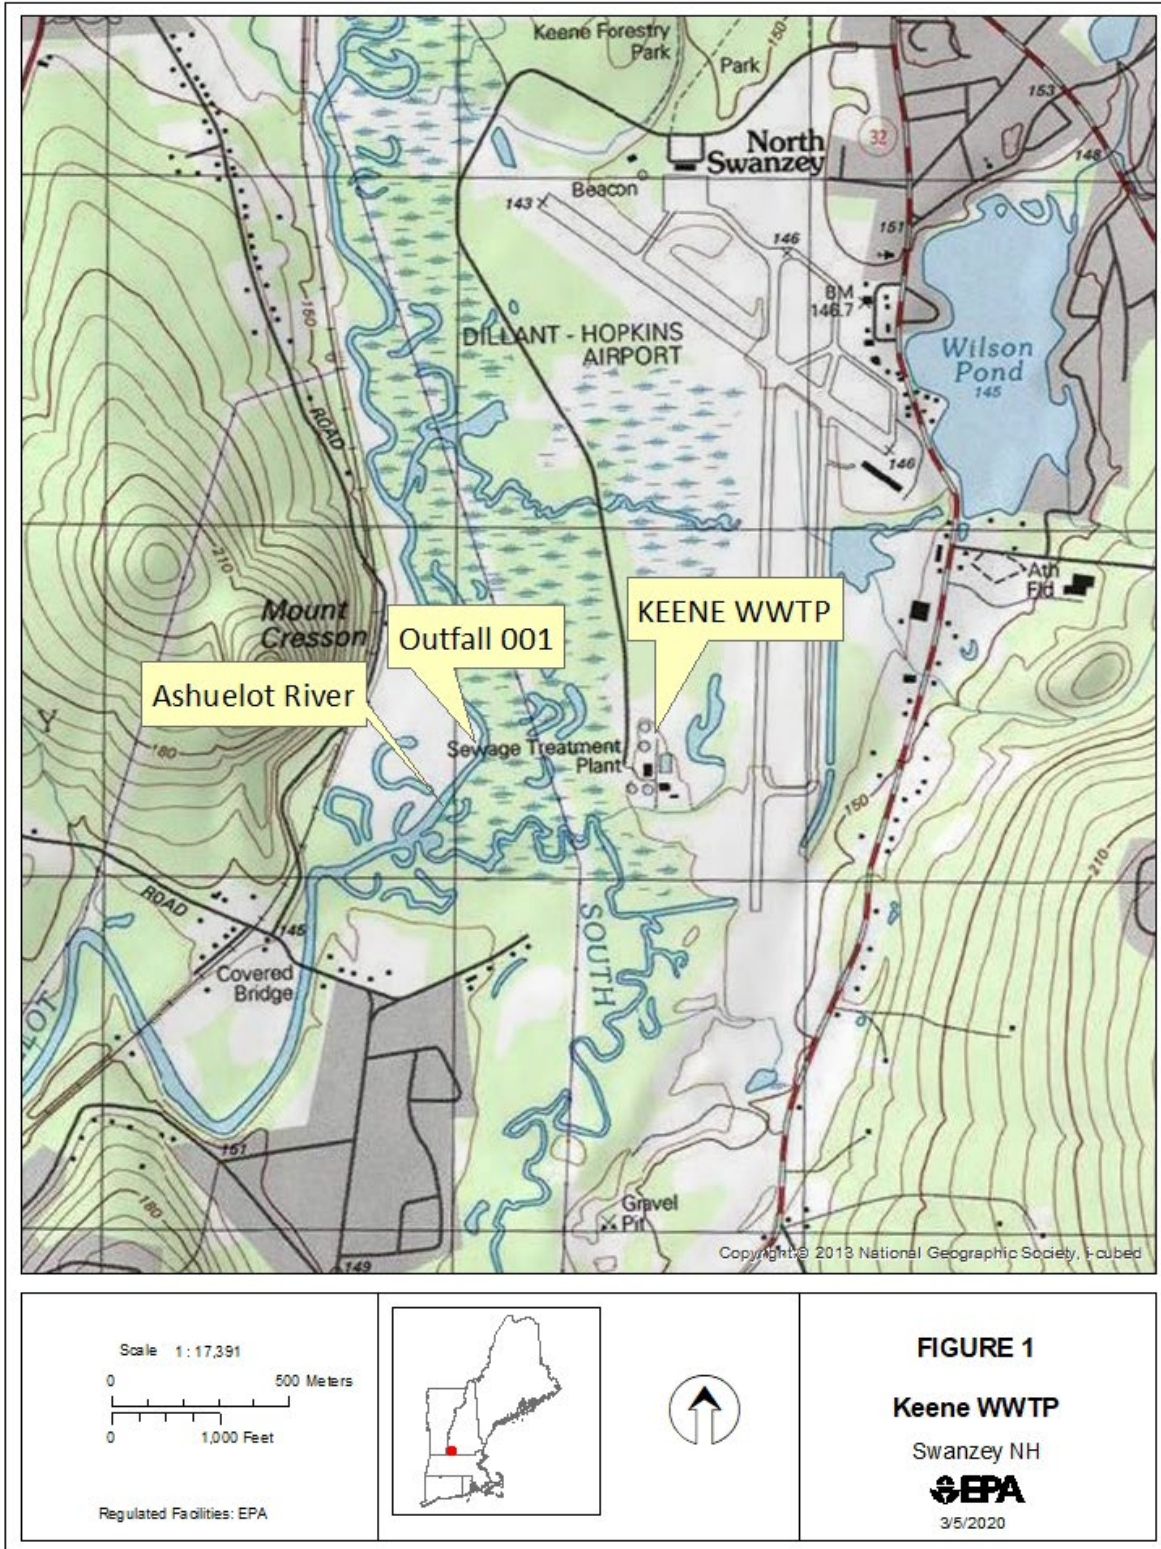 Keene Forestry
Park
Park
150
153
32
North
Swanzey
148
Beacon
143
151
146
BM
146.7
150
DILLANT - HOPKINS
AIRPORT
Wilson
Pond
145
ROAD
146
210
Ath
Fld
Mount
Cresson
Outfall 001
KEENE WWTP
Ashuelot River
Y
180
Sewage Treatment
Plant
150
210
ROAD
145
SOUTH
Covered
Bridge
LOT
151
180
Gravel
Pit
149
Copyright:© 2013 National Geographic Society, i-cubed
Scale 1 : 17,391
0 500 Meters
0 1,000 Feet
Regulated Facilities: EPA
FIGURE 1
Keene WWTP
Swanzey NH
EPA
3/5/2020